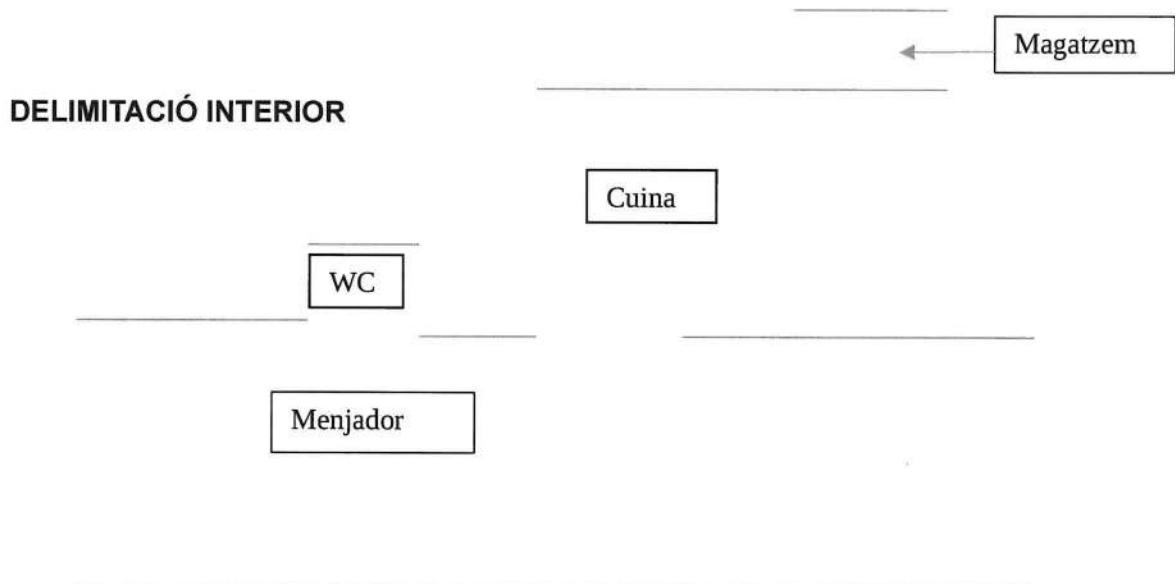 Magatzem
DELIMITACIÓ INTERIOR
Cuina
WC
Menjador